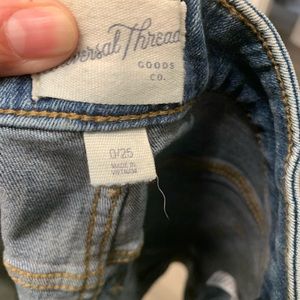 versal Thread
GOODS
CO.
0/25
MADE IN
VIETNAM